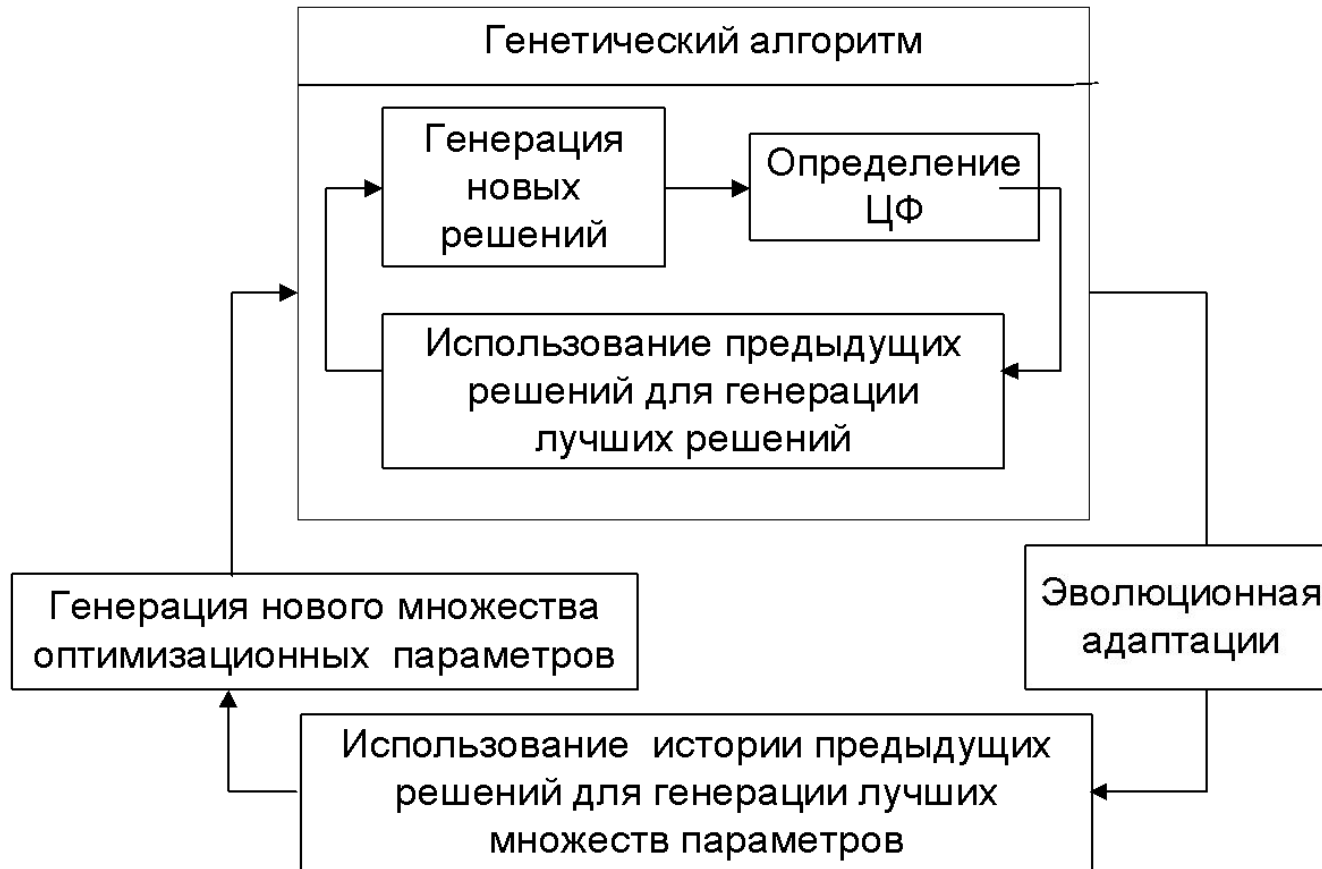 Генетический алгоритм
Генерация
новых
решений
Определение
ЦФ
Использование предыдущих
решений для генерации
лучших решений
Генерация нового множества
оптимизационных параметров
Эволюционная
адаптации
Использование истории предыдущих
решений для генерации лучших
множеств параметров